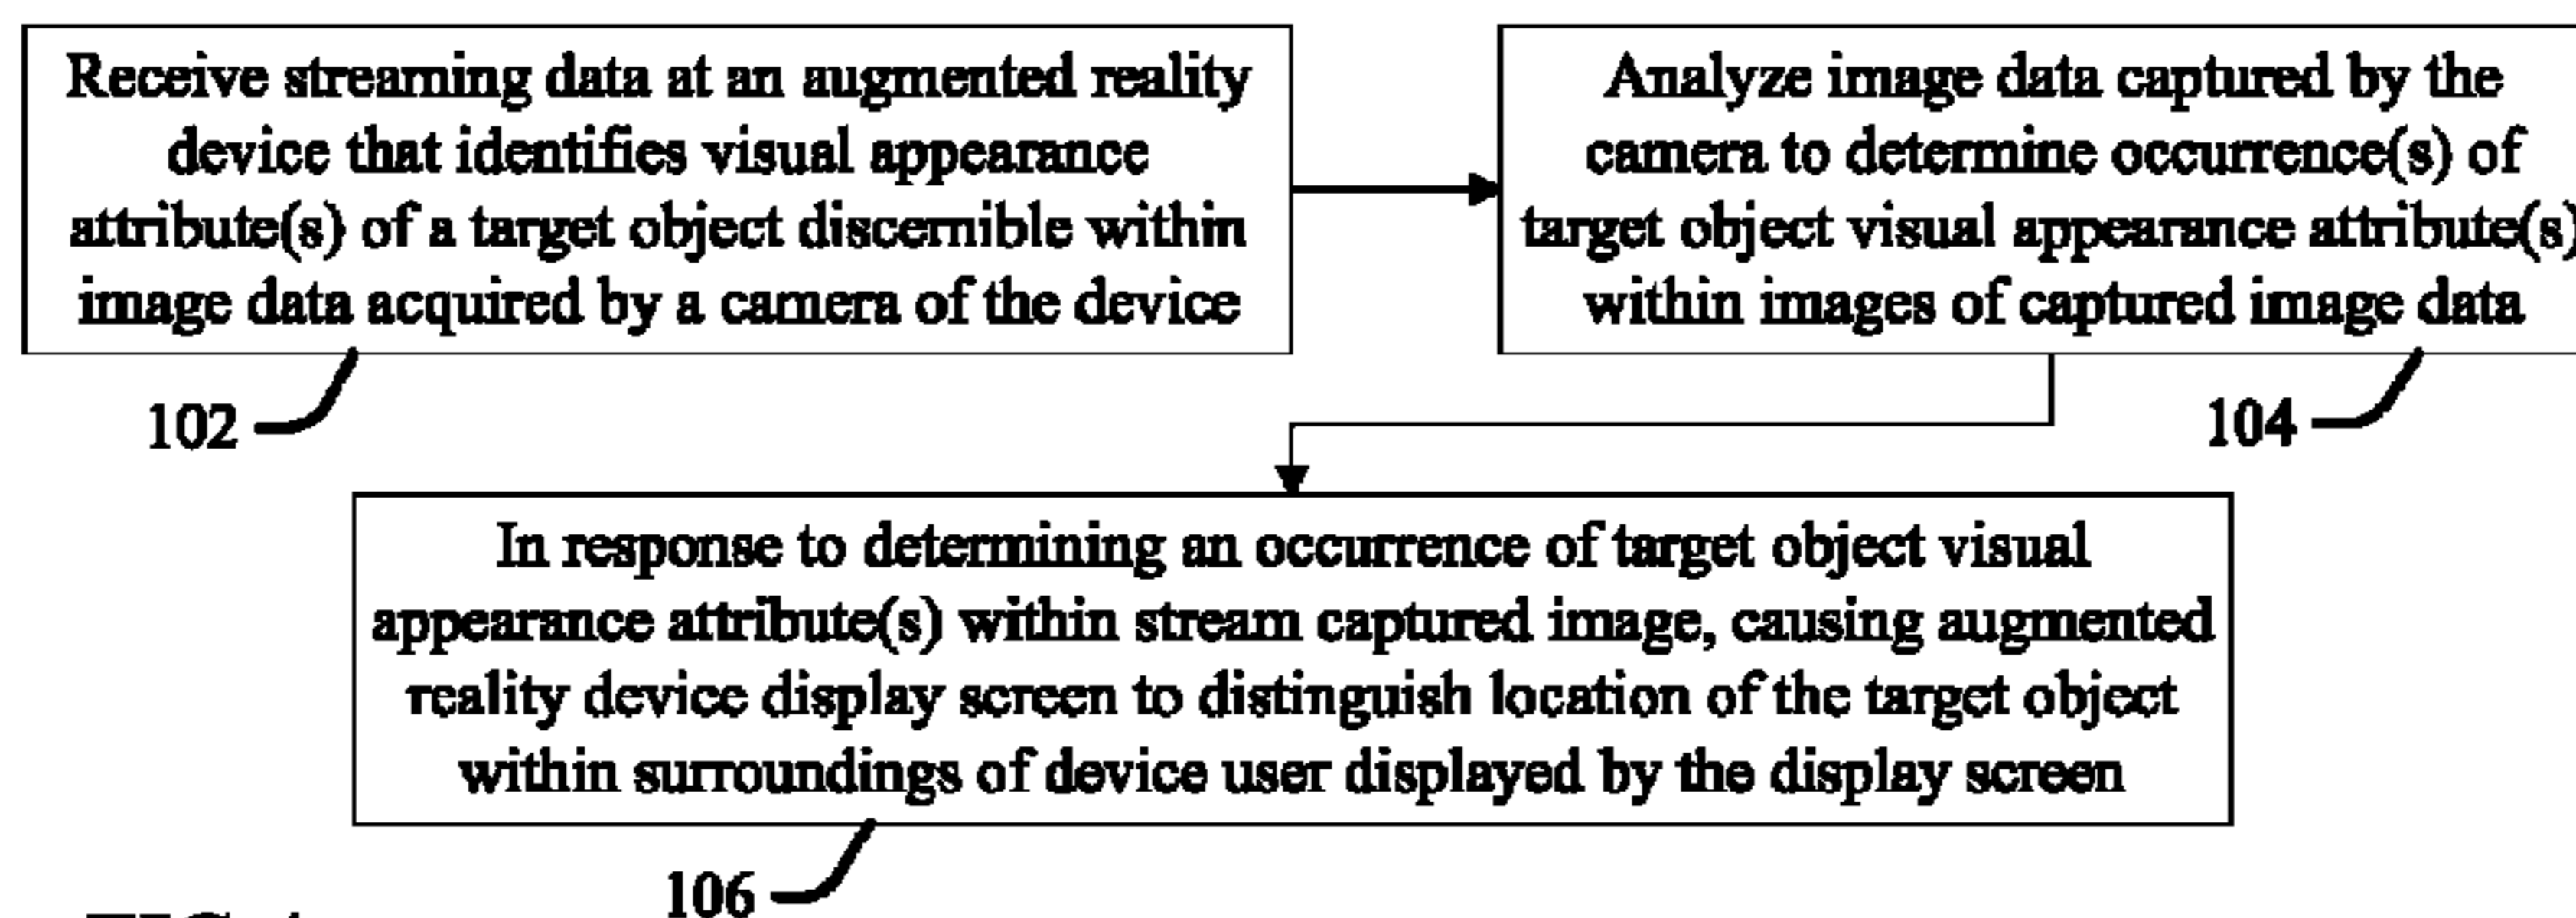 Receive streaming data at an augmented reality
device that identifies visual appearance
attribute(s) of a target object discernible within
image data acquired by a camera of the device
102
Analyze image data captured by the
camera to determine occurrence(s) of
target object visual appearance attribute(s)
within images of captured image data
104
In response to determining an occurrence of target object visual
appearance attribute(s) within stream captured image, causing augmented
reality device display screen to distinguish location of the target object
within surroundings of device user displayed by the display screen
106